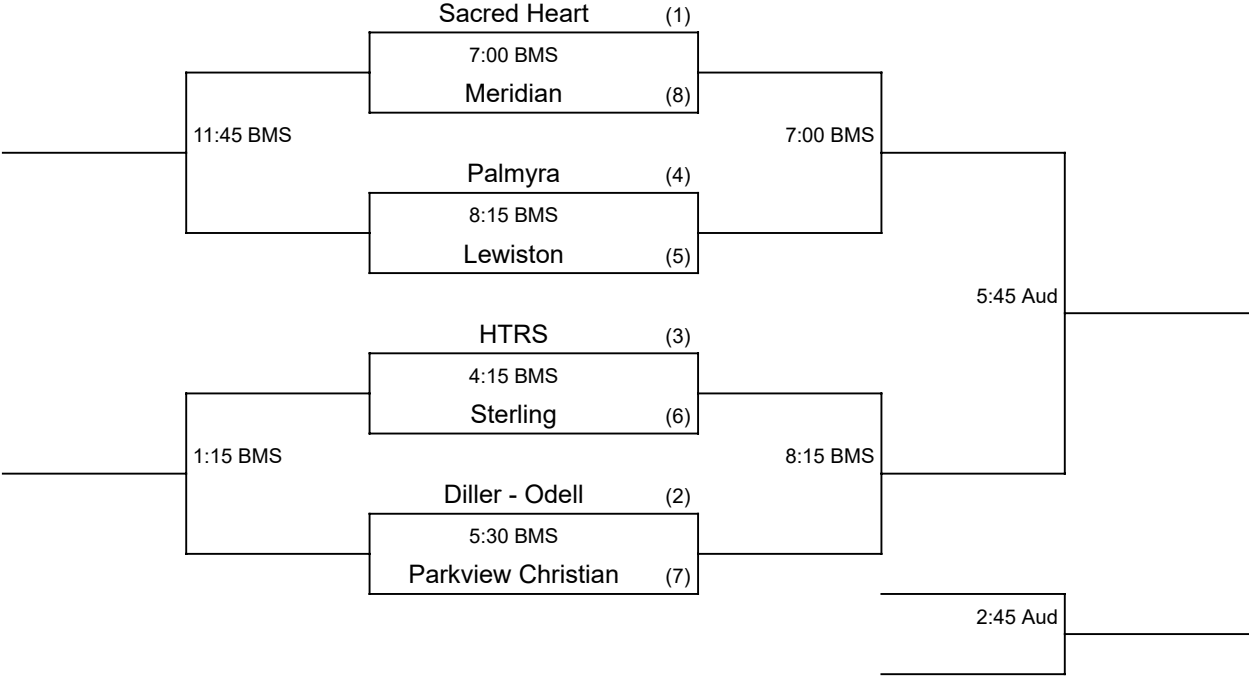 Sacred Heart (1)
7:00 BMS
Meridian (8)
11:45 BMS
7:00 BMS
Palmyra (4)
8:15 BMS
Lewiston (5)
5:45 Aud
HTRS (3)
4:15 BMS
Sterling (6)
1:15 BMS
8:15 BMS
Diller - Odell (2)
5:30 BMS
Parkview Christian (7)
2:45 Aud